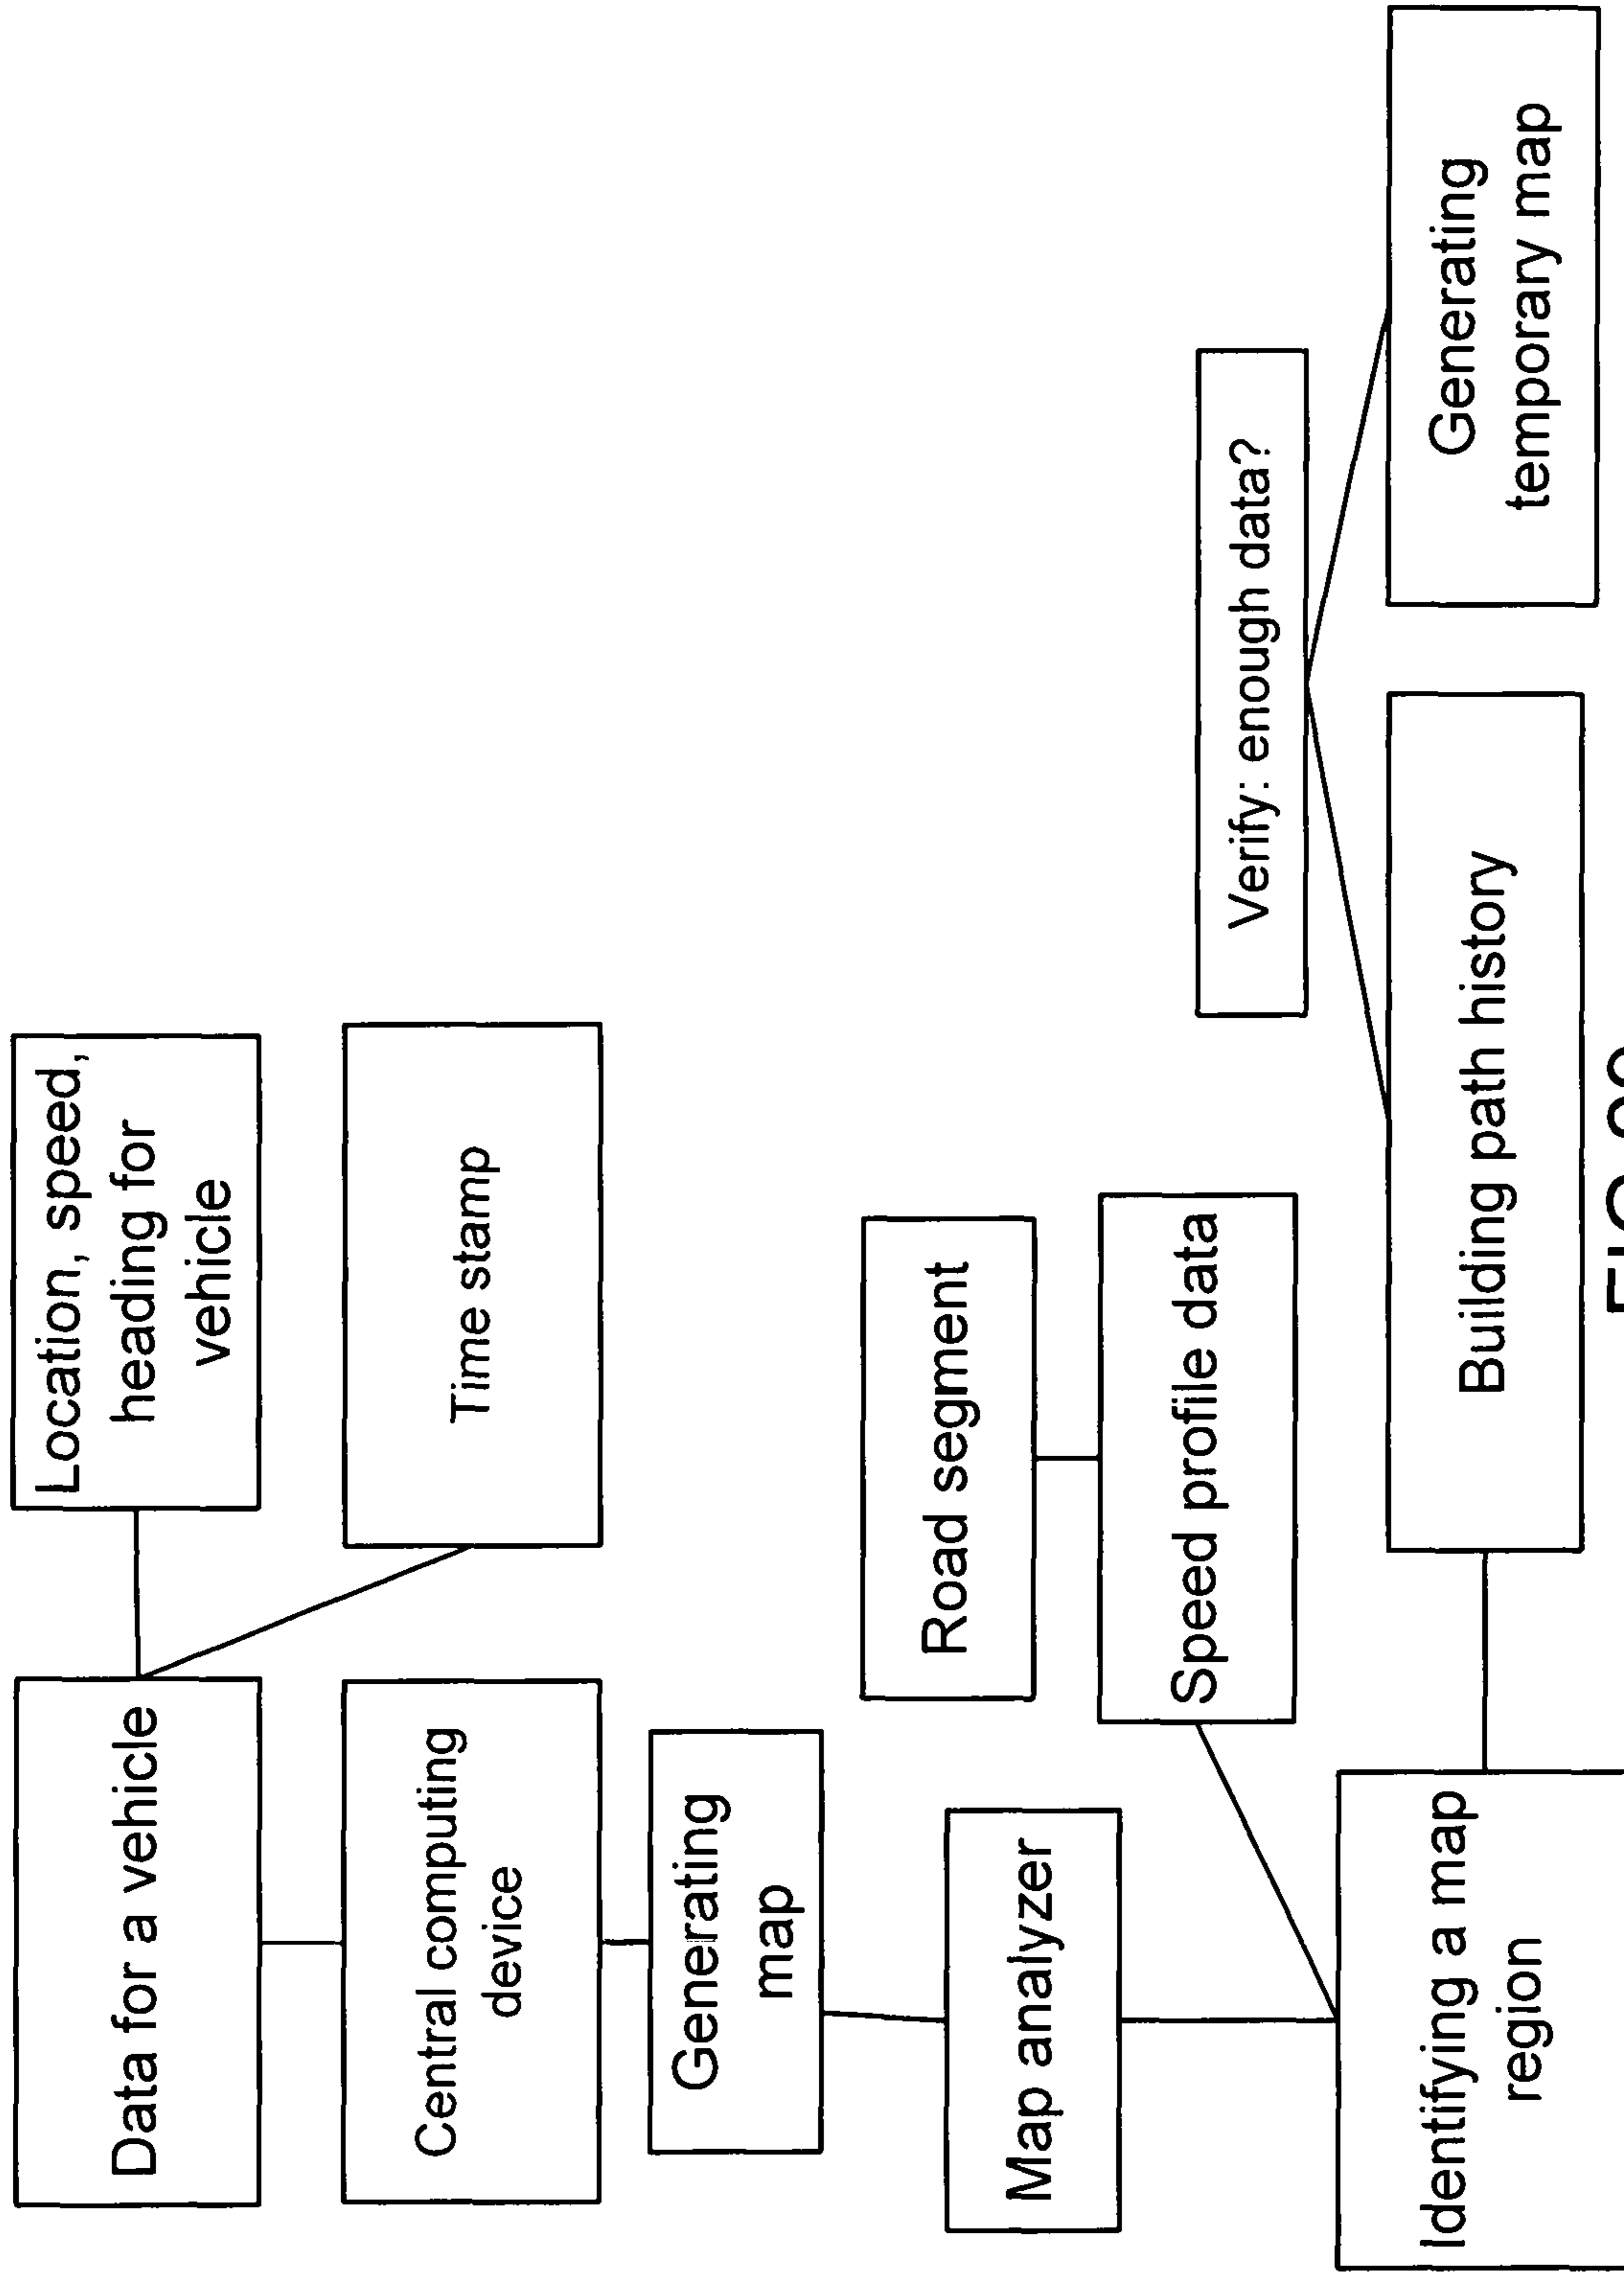 Data for a vehicle
Location, speed,
heading for
vehicle
Central computing
device
Time stamp
Generating
map
Map analyzer
Road segment
Speed profile data
Verify: enough data?
Identifying a map
region
Building path history
Generating
temporary map